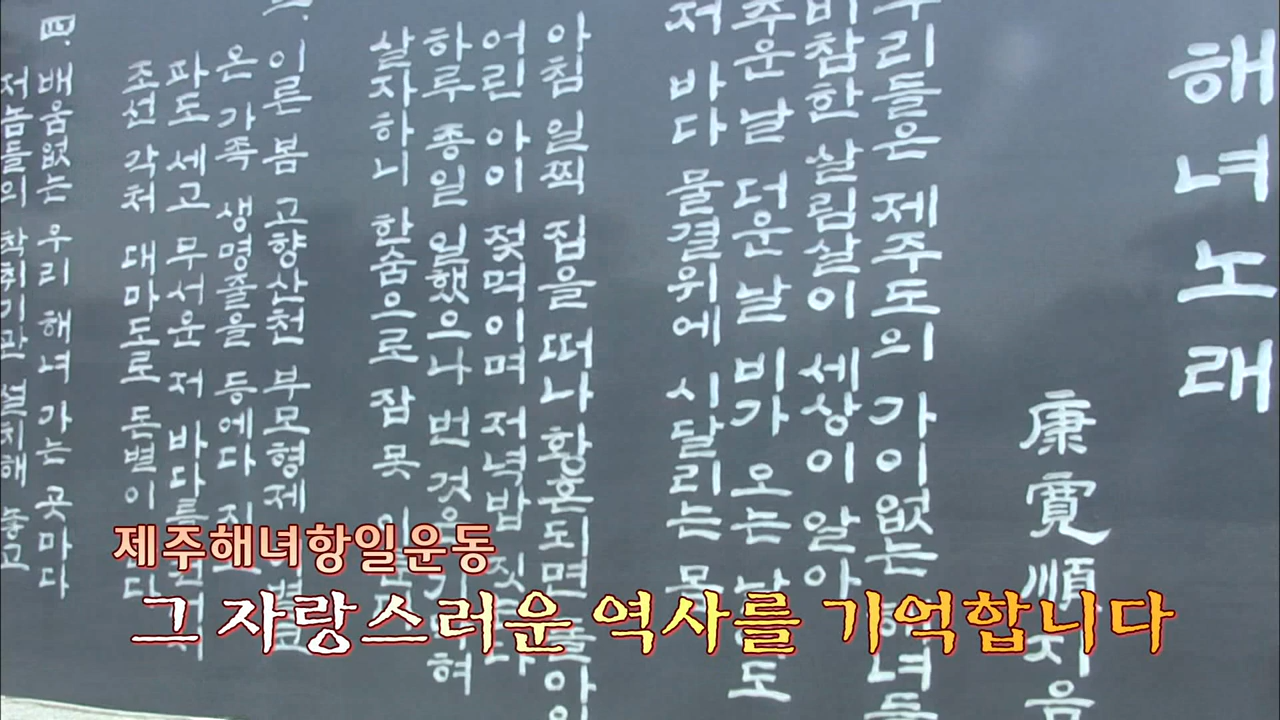 해녀노래
康寬順 지음
우리들은 제주도의 가이없는 해녀들
비참한 살림살이 세상이 알아
추운날 더운날 비가 오는
저 바다 물결위에 시달리는 몸
아침 일찍 집을 떠나 황혼되면 돌아
어린 아이 젖먹이며 저녁밥
하루 종일 일했으나 번 것은
살자하니 한숨으로 잠 못
이른 봄 고향산천 부모형제
온 가족 생명줄을 등에다
파도 세고 무서운 저 바다를
조선 각처 대마도로 돈벌이
四. 배움없는 우리 해녀 가는 곳마다
저놈들의 착취기관 설치해 놓고
제주해녀항일운동
그 자랑스러운 역사를 기억합니다